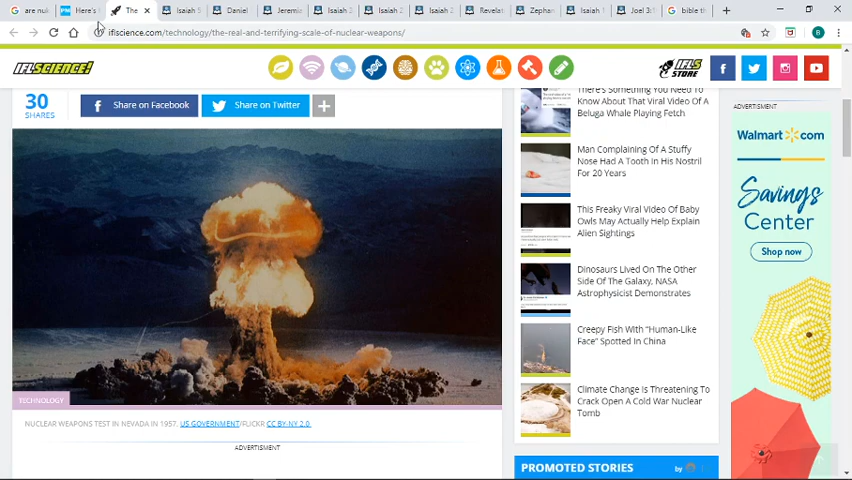 are nu
PM Here's
The
Isaiah 5
Daniel
Jeremi
Isaiah
Isaiah
Isaiah 2
Revelat
Zephan
Isaiah
Joel 3:1
bible th
iflscience.com/technology/the-real-and-terrifying-scale-of-nuclear-weapons/
B
IFLSCIENCE!
IFLS
STORE
30
SHARES
Share on Facebook
Share on Twitter
There's Something You Need To
Know About That Viral Video Of A
Beluga Whale Playing Fetch
Man Complaining Of A Stuffy
Nose Had A Tooth In His Nostril
For 20 Years
This Freaky Viral Video Of Baby
Owls May Actually Help Explain
Alien Sightings
Dinosaurs Lived On The Other
Side Of The Galaxy, NASA
Astrophysicist Demonstrates
Creepy Fish With "Human-Like
Face" Spotted In China
Climate Change Is Threatening To
Crack Open A Cold War Nuclear
Tomb
PROMOTED STORIES
by
ADVERTISMENT
Walmart.com
Savings
Center
Shop now
TECHNOLOGY
NUCLEAR WEAPONS TEST IN NEVADA IN 1957. US GOVERNMENT/FLICKR CC BY-NY 2.0
ADVERTISMENT